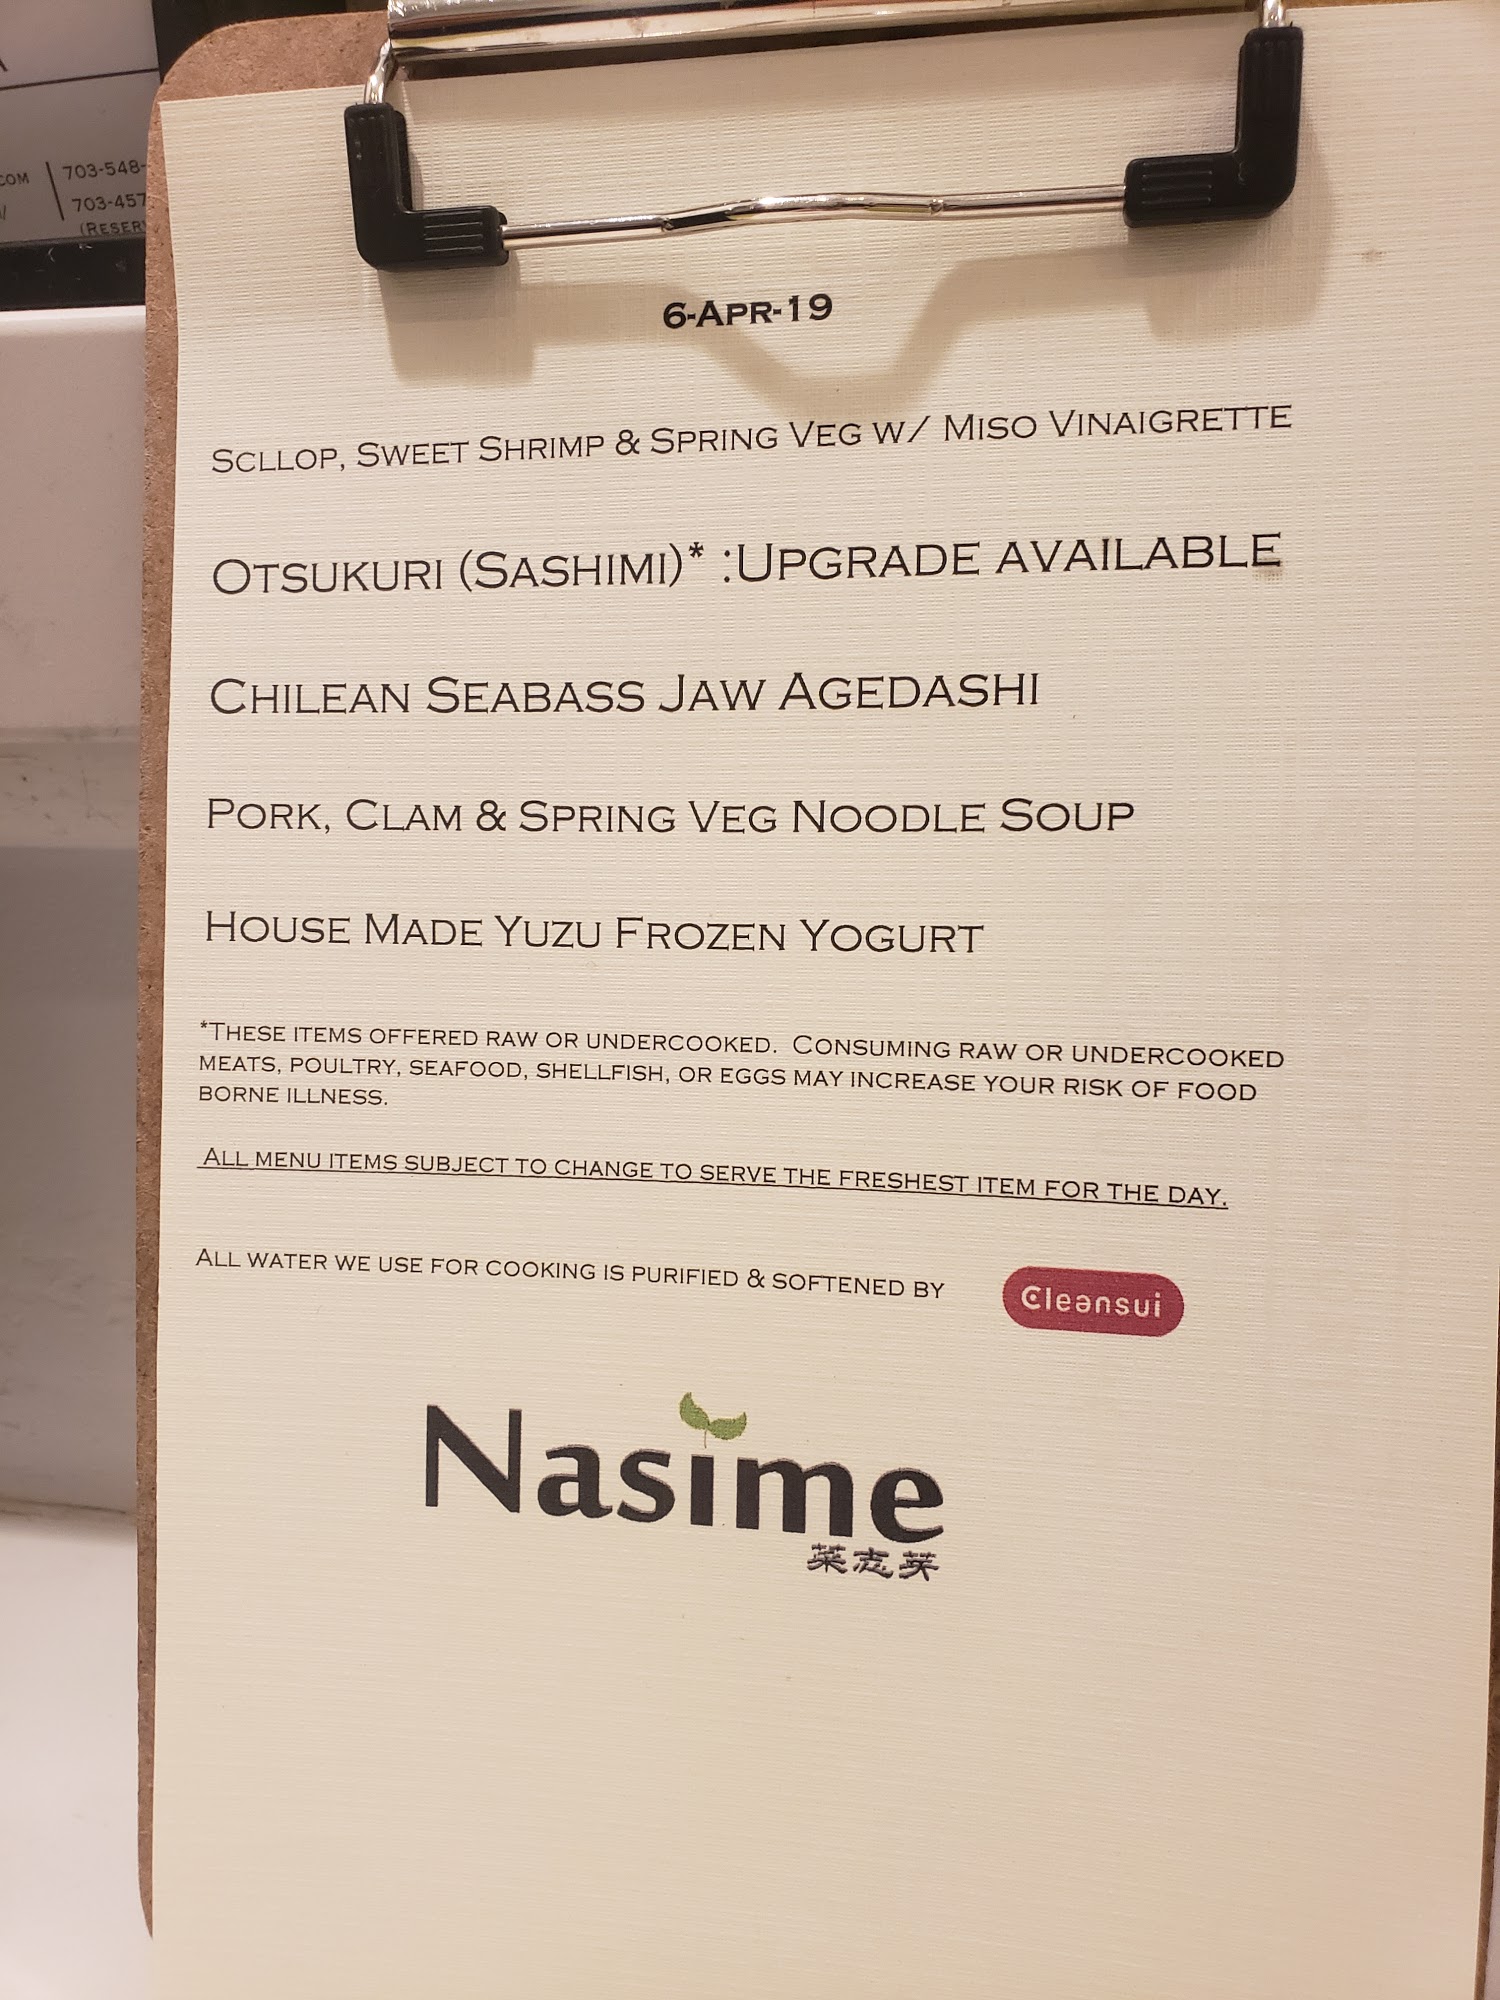 COM | 703-548-
703-457
(RESER
6-APR-19
SCLLOP, SWEET SHRIMP & SPRING VEG W/ MISO VINAIGRETTE
OTSUKURI (SASHIMI)* :UPGRADE AVAILABLE
CHILEAN SEABASS JAW AGEDASHI
PORK, CLAM & SPRING VEG NOODLE SOUP
HOUSE MADE YUZU FROZEN YOGURT
*THESE ITEMS OFFERED RAW OR UNDERCOOKED. CONSUMING RAW OR UNDERCOOKED
MEATS, POULTRY, SEAFOOD, SHELLFISH, OR EGGS MAY INCREASE YOUR RISK OF FOOD
BORNE ILLNESS.
ALL MENU ITEMS SUBJECT TO CHANGE TO SERVE THE FRESHEST ITEM FOR THE DAY.
ALL WATER WE USE FOR COOKING IS PURIFIED & SOFTENED BY Cleansui
Nasime
菜志芙